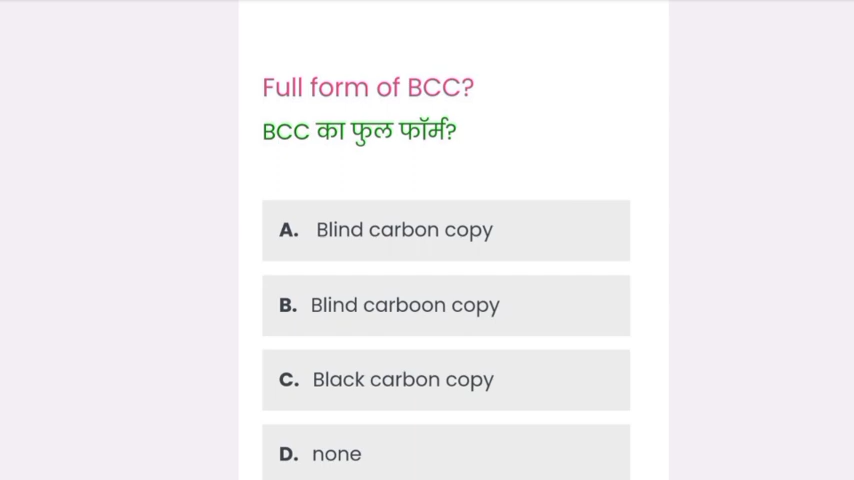 Full form of BCC?
BCC का फुल फॉर्म?
A. Blind carbon copy
B. Blind carboon copy
C. Black carbon copy
D. none